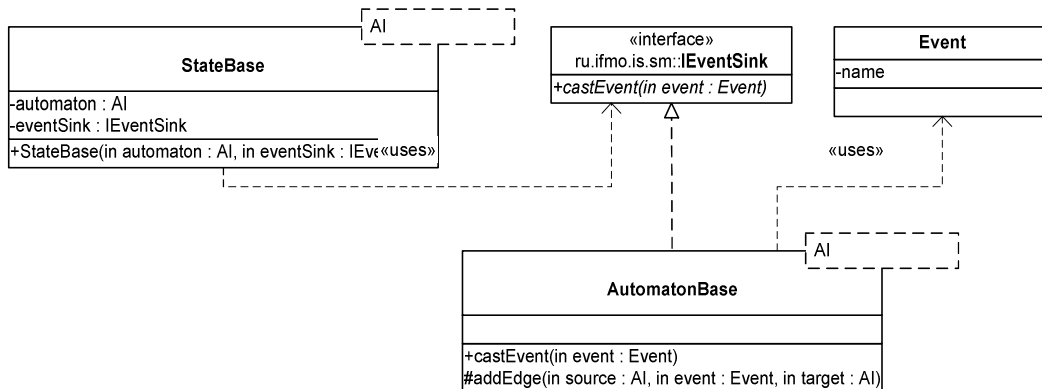 AI
StateBase
-automaton : AI
-eventSink : IEventSink
+StateBase(in automaton : AI, in eventSink : IEve
«uses»
«interface»
ru.ifmo.is.sm::IEventSink
+castEvent(in event : Event)
Event
-name
«uses»
AI
AutomatonBase
+castEvent(in event : Event)
#addEdge(in source : AI, in event : Event, in target : AI)